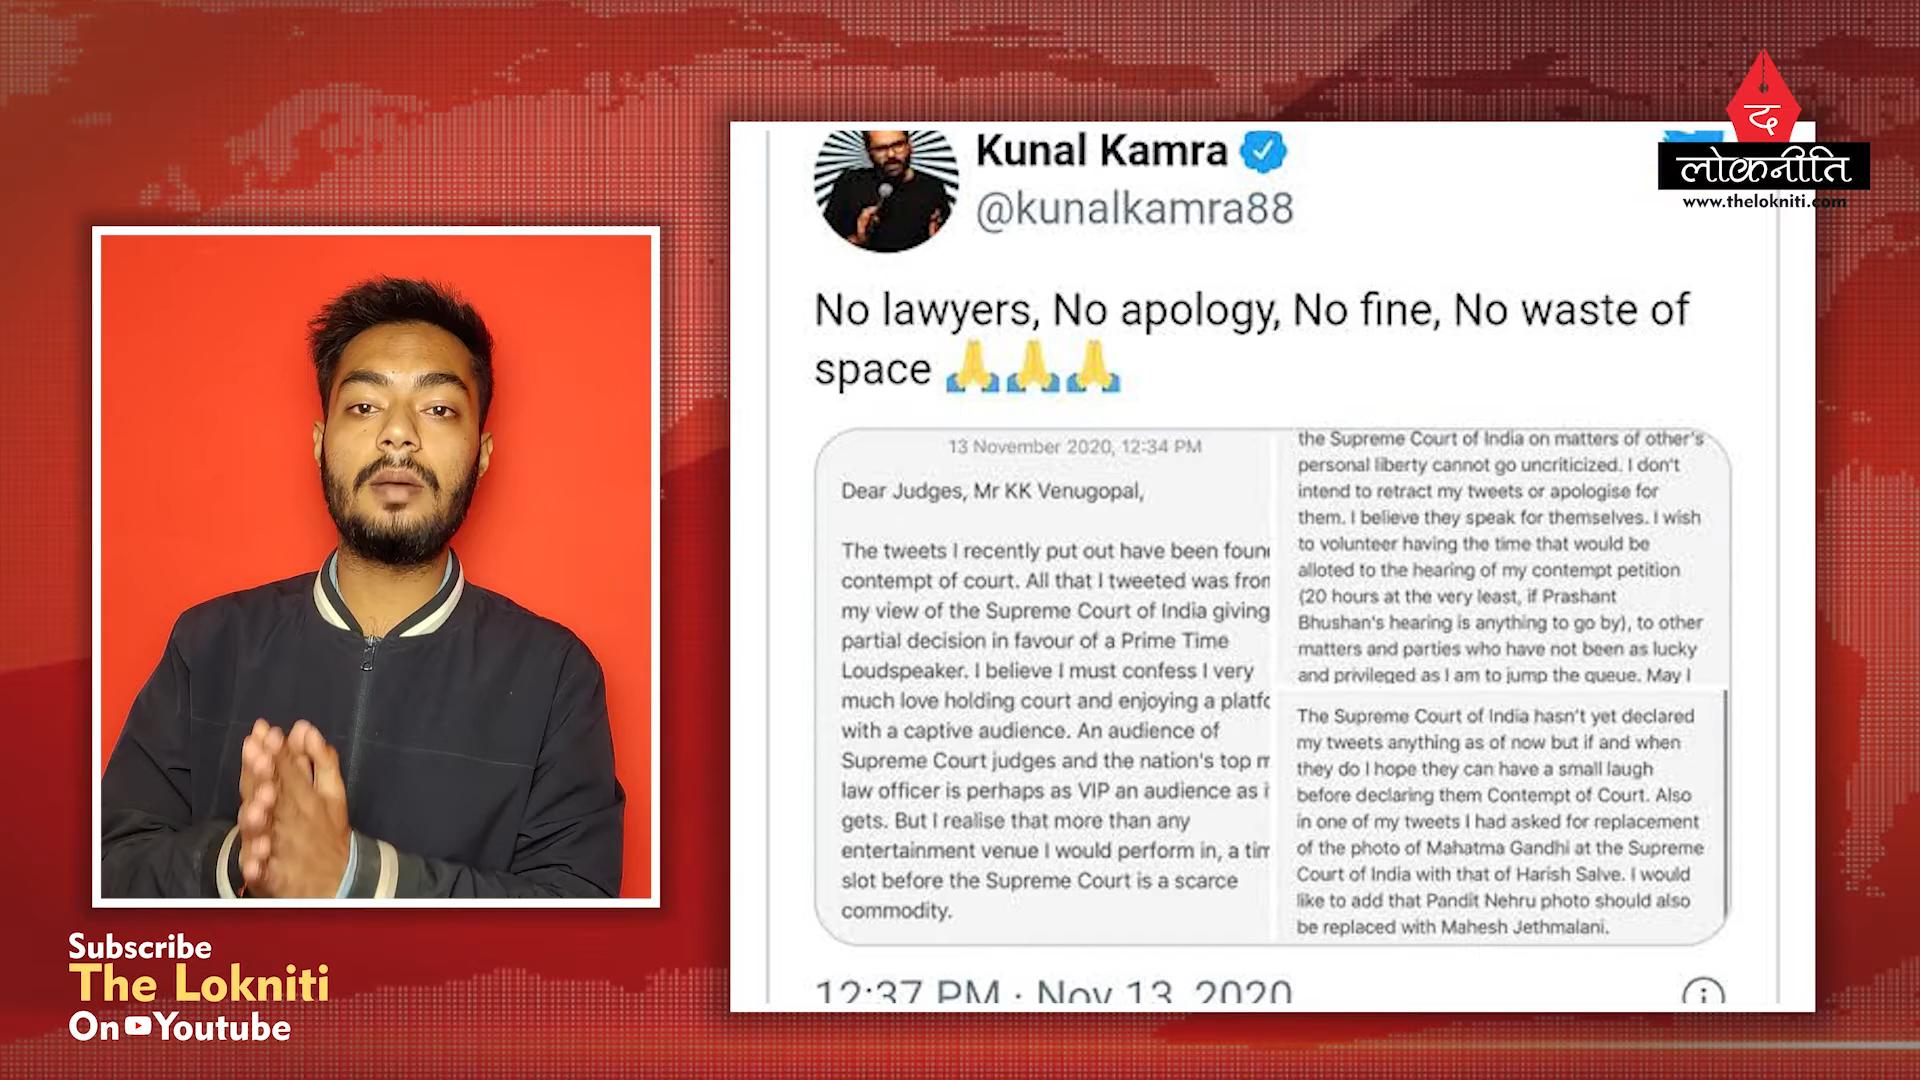 द
लोकनीति
www.thelokniti.com
Kunal Kamra
@kunalkamra88
No lawyers, No apology, No fine, No waste of
space 🙏🙏🙏
13 November 2020, 12:34 PM
Dear Judges, Mr KK Venugopal,
The tweets I recently put out have been foun
contempt of court. All that I tweeted was fron
my view of the Supreme Court of India giving
partial decision in favour of a Prime Time
Loudspeaker. I believe I must confess I very
much love holding court and enjoying a platfo
with a captive audience. An audience of
Supreme Court judges and the nation's top
law officer is perhaps as VIP an audience as i
gets. But I realise that more than any
entertainment venue I would perform in, a tim
slot before the Supreme Court is a scarce
commodity.
the Supreme Court of India on matters of other's
personal liberty cannot go uncriticized. I don't
intend to retract my tweets or apologise for
them. I believe they speak for themselves. I wish
to volunteer having the time that would be
alloted to the hearing of my contempt petition
(20 hours at the very least, if Prashant
Bhushan's hearing is anything to go by), to other
matters and parties who have not been as lucky
and privileged as I am to jump the queue. May I
The Supreme Court of India hasn't yet declared
my tweets anything as of now but if and when
they do I hope they can have a small laugh
before declaring them Contempt of Court. Also
in one of my tweets I had asked for replacement
of the photo of Mahatma Gandhi at the Supreme
Court of India with that of Harish Salve. I would
like to add that Pandit Nehru photo should also
be replaced with Mahesh Jethmalani.
12:37 PM · Nov 13, 2020
Subscribe
The Lokniti
On Youtube